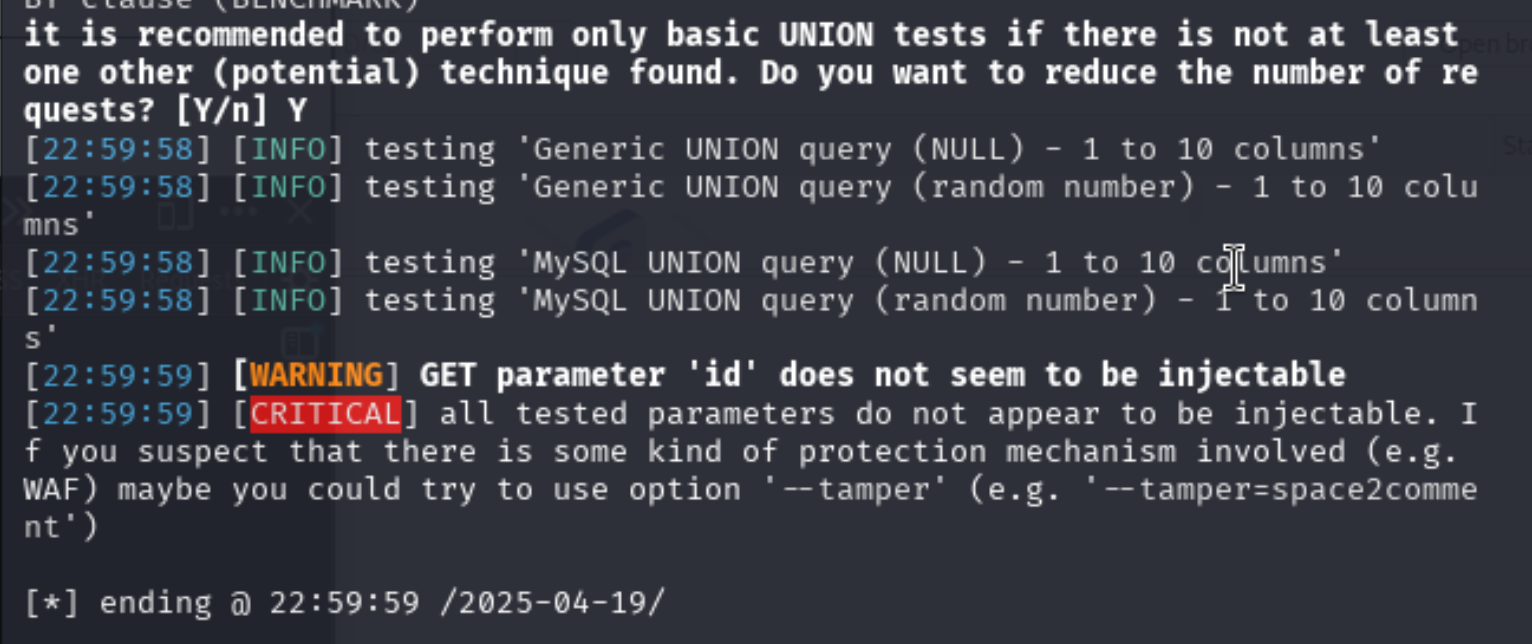 BY clause (BENCHMARK)
it is recommended to perform only basic UNION tests if there is not at least
one other (potential) technique found. Do you want to reduce the number of re
quests? [Y/n] Y
[22:59:58] [INFO] testing 'Generic UNION query (NULL) - 1 to 10 columns'
[22:59:58] [INFO] testing 'Generic UNION query (random number) - 1 to 10 colu
mns'
[22:59:58] [INFO] testing 'MySQL UNION query (NULL) - 1 to 10 columns'
[22:59:58] [INFO] testing 'MySQL UNION query (random number) - 1 to 10 column
s'
[22:59:59] [WARNING] GET parameter 'id' does not seem to be injectable
[22:59:59] [CRITICAL] all tested parameters do not appear to be injectable. I
f you suspect that there is some kind of protection mechanism involved (e.g.
WAF) maybe you could try to use option '--tamper' (e.g. '--tamper=space2comme
nt')
[*] ending @ 22:59:59 /2025-04-19/